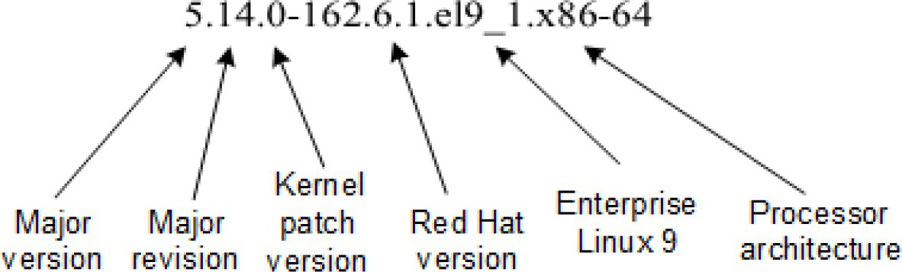 5.14.0-162.6.1.el9_1.x86-64
Major
version
Major
revision
Kernel
patch
version
Red Hat
version
Enterprise
Linux 9
Processor
architecture